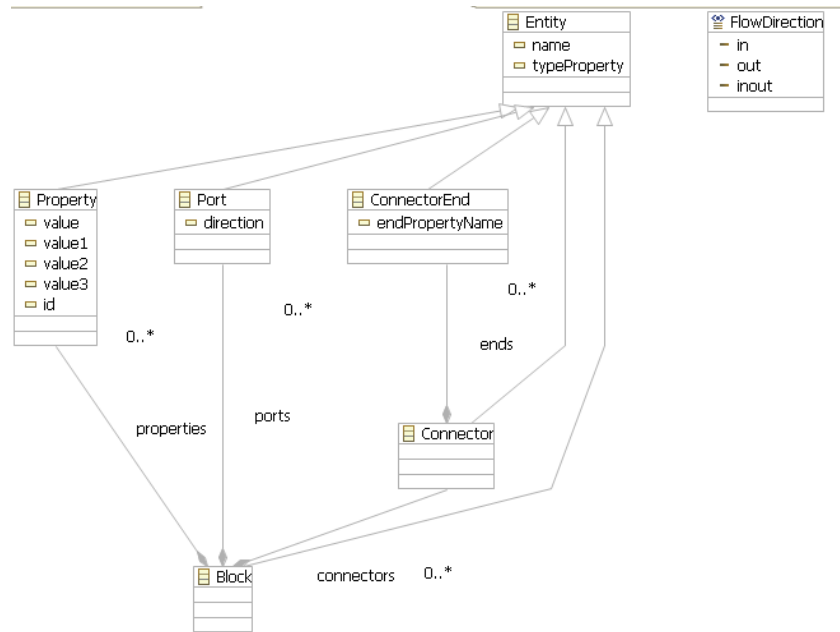 Entity
name
typeProperty
FlowDirection
in
out
inout
Property
value
value1
value2
value3
id
Port
direction
ConnectorEnd
endPropertyName
0..*
0..*
0..*
ends
properties
ports
Connector
Block
connectors
0..*